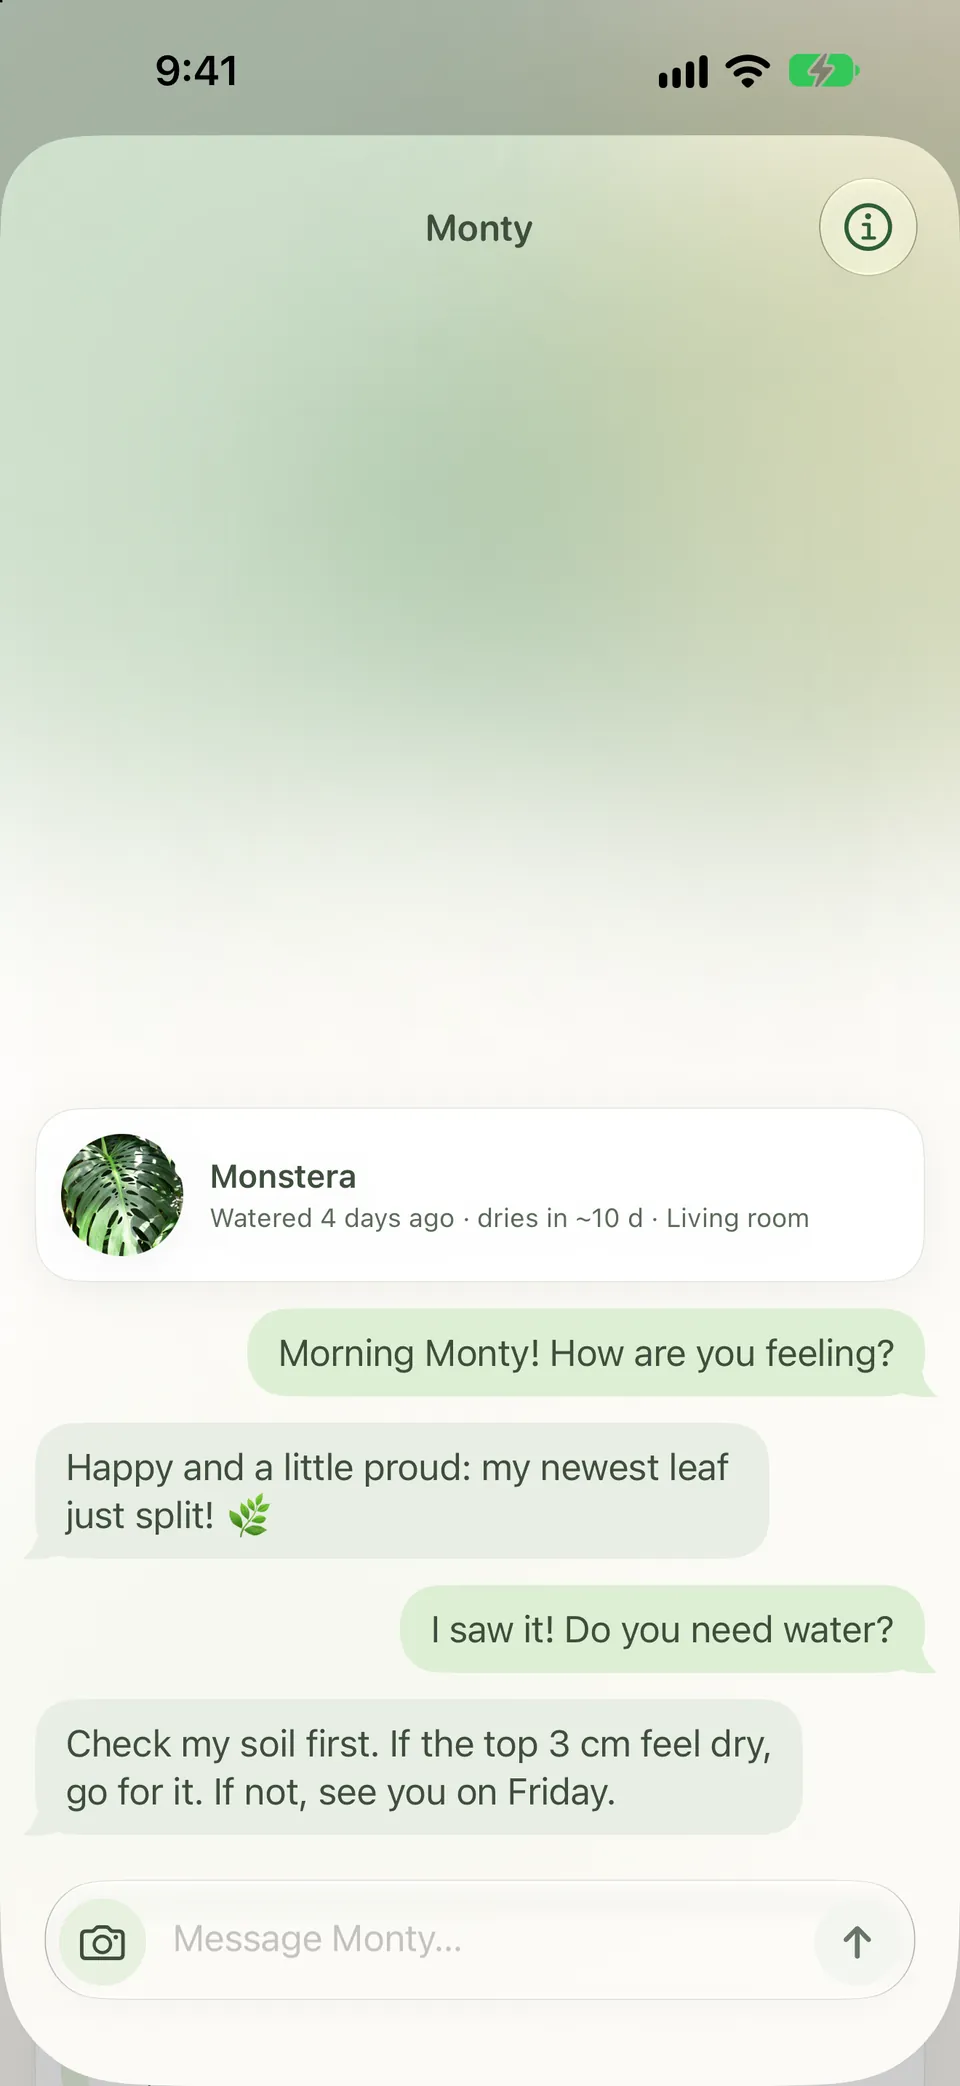 9:41
Monty
Monstera
Watered 4 days ago · dries in ~10 d · Living room
Morning Monty! How are you feeling?
Happy and a little proud: my newest leaf
just split! 🌿
I saw it! Do you need water?
Check my soil first. If the top 3 cm feel dry,
go for it. If not, see you on Friday.
Message Monty...